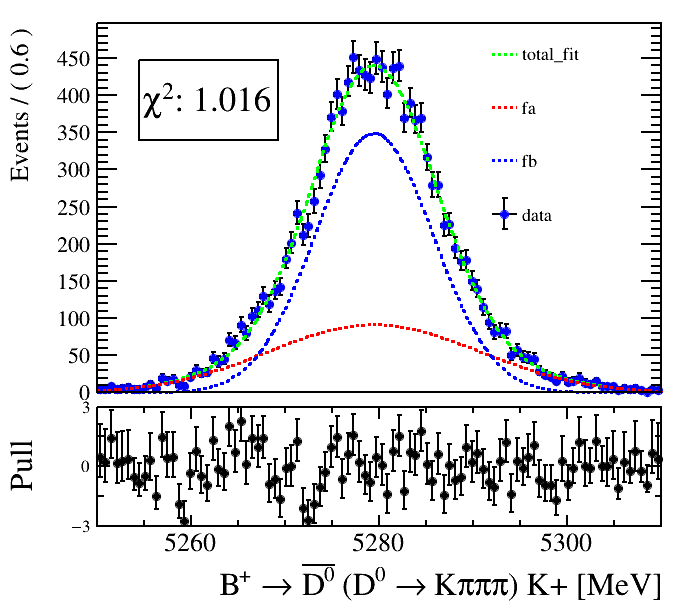 Events / ( 0.6 )
450
400
350
300
250
200
150
100
50
0
χ²: 1.016
total_fit
fa
fb
data
Pull
3
0
−3
5260 5280 5300
B⁺ → D⁰ (D⁰ → Kπππ) K+ [MeV]